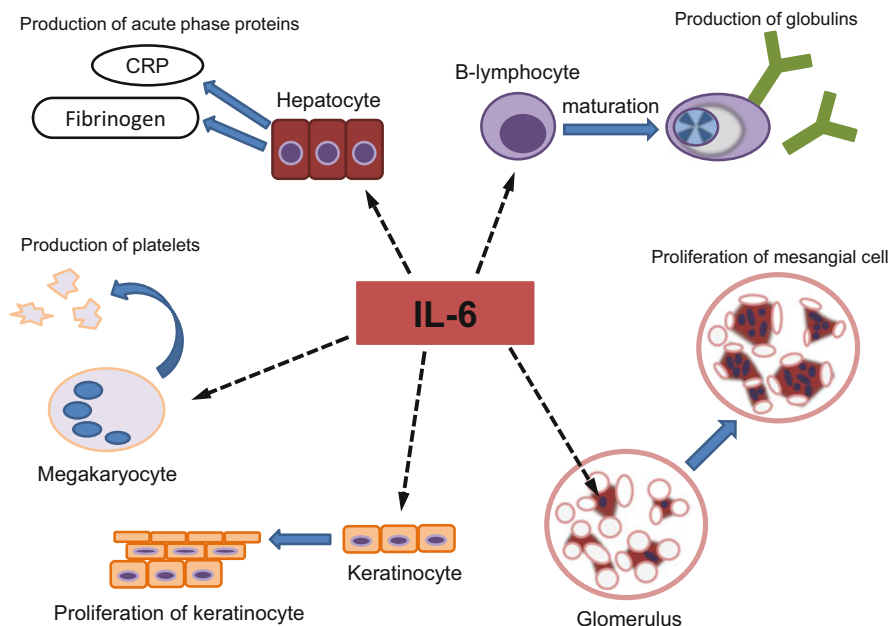 Production of acute phase proteins
CRP
Fibrinogen
Hepatocyte
Production of globulins
B-lymphocyte
maturation
Production of platelets
Megakaryocyte
IL-6
Proliferation of mesangial cell
Glomerulus
Keratinocyte
Proliferation of keratinocyte